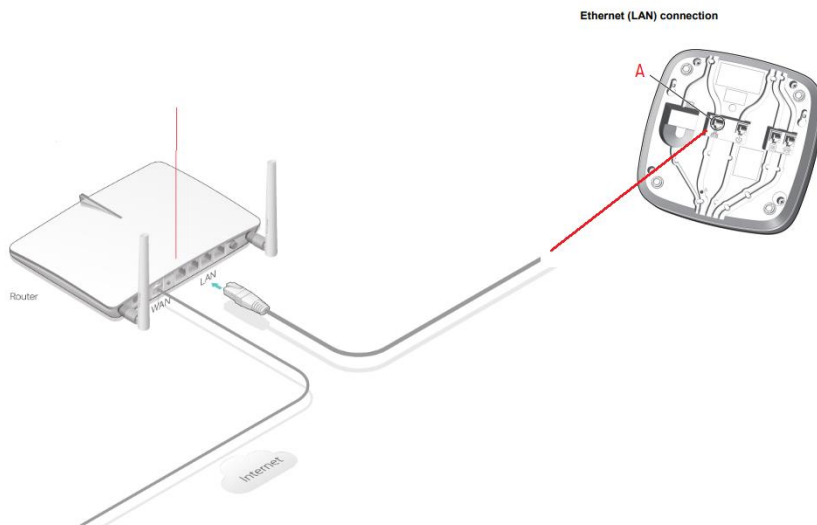 Ethernet (LAN) connection
A
Router
WAN
LAN
Internet